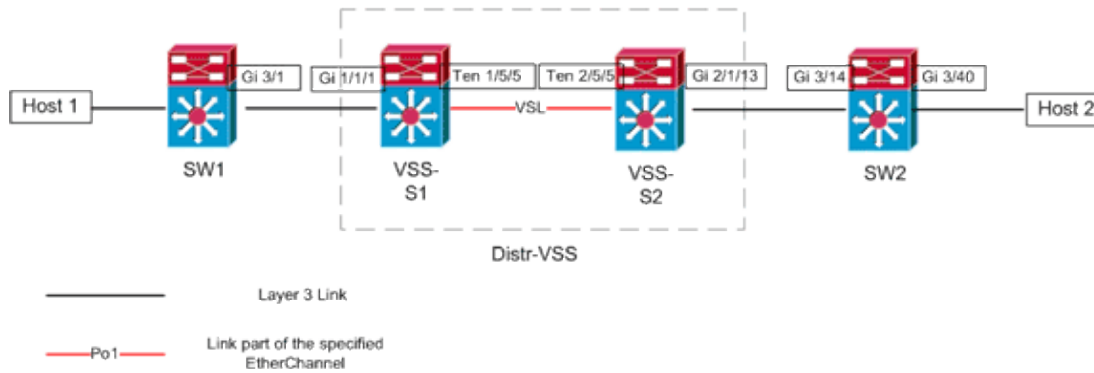 Gi 3/1
Gi 1/1/1
Ten 1/5/5
Ten 2/5/5
Gi 2/1/13
Gi 3/14
Gi 3/40
Host 1
VSL
Host 2
SW1
VSS-
S1
VSS-
S2
SW2
Distr-VSS
Layer 3 Link
Po1
Link part of the specified
EtherChannel